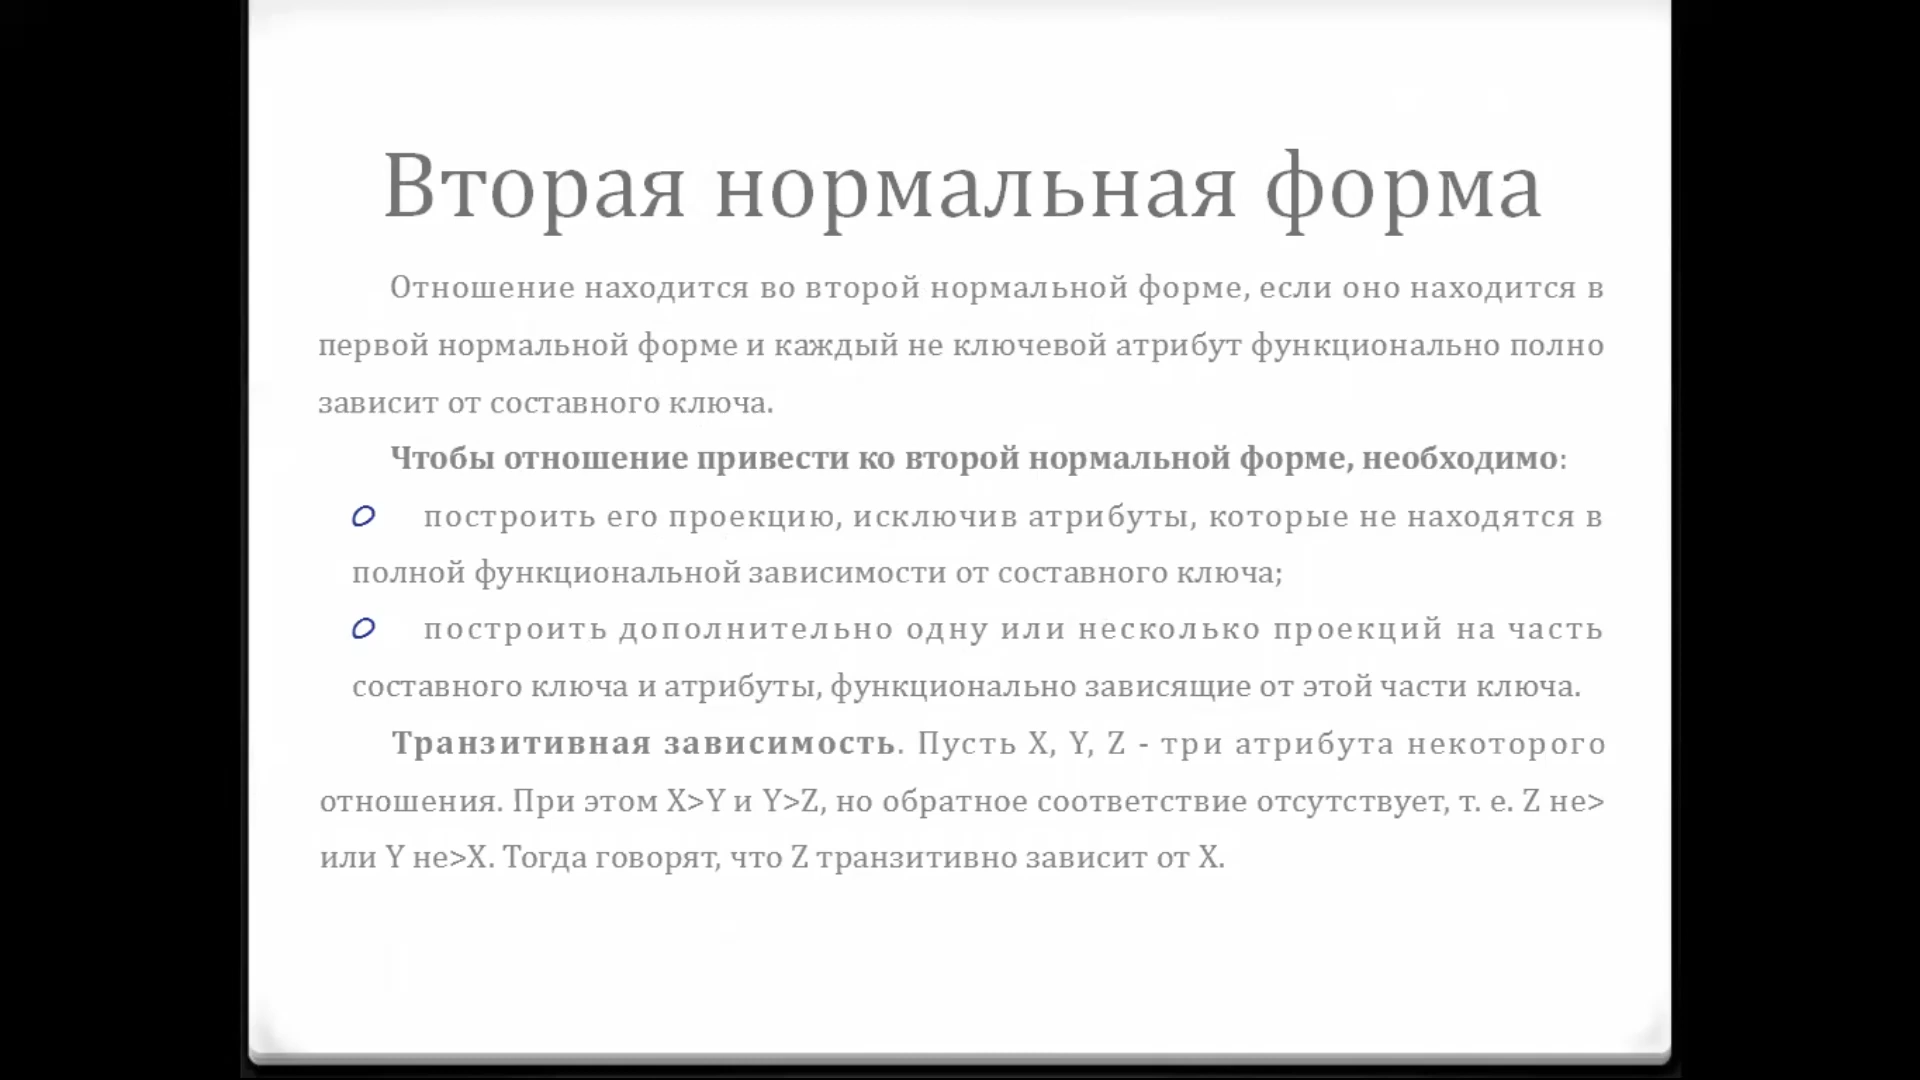 Вторая нормальная форма
Отношение находится во второй нормальной форме, если оно находится в
первой нормальной форме и каждый не ключевой атрибут функционально полно
зависит от составного ключа.
Чтобы отношение привести ко второй нормальной форме, необходимо:
построить его проекцию, исключив атрибуты, которые не находятся в
полной функциональной зависимости от составного ключа;
построить дополнительно одну или несколько проекций на часть
составного ключа и атрибуты, функционально зависящие от этой части ключа.
Транзитивная зависимость. Пусть X, Y, Z - три атрибута некоторого
отношения. При этом X>Y и Y>Z, но обратное соответствие отсутствует, т. е. Z не>
или Y не>X. Тогда говорят, что Z транзитивно зависит от X.